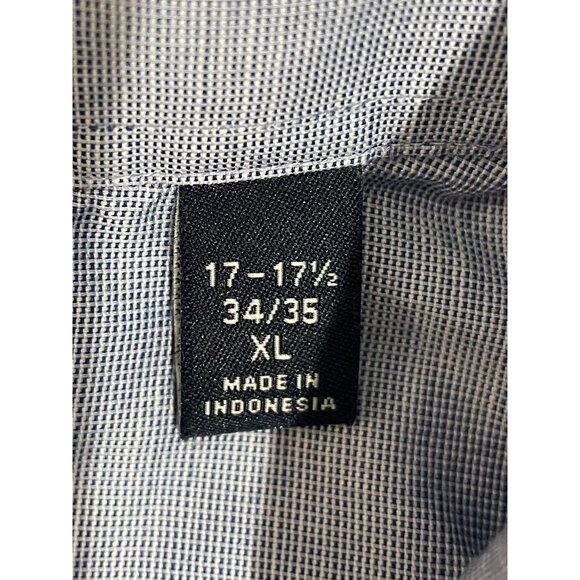 17-17½
34/35
XL
MADE IN
INDONESIA